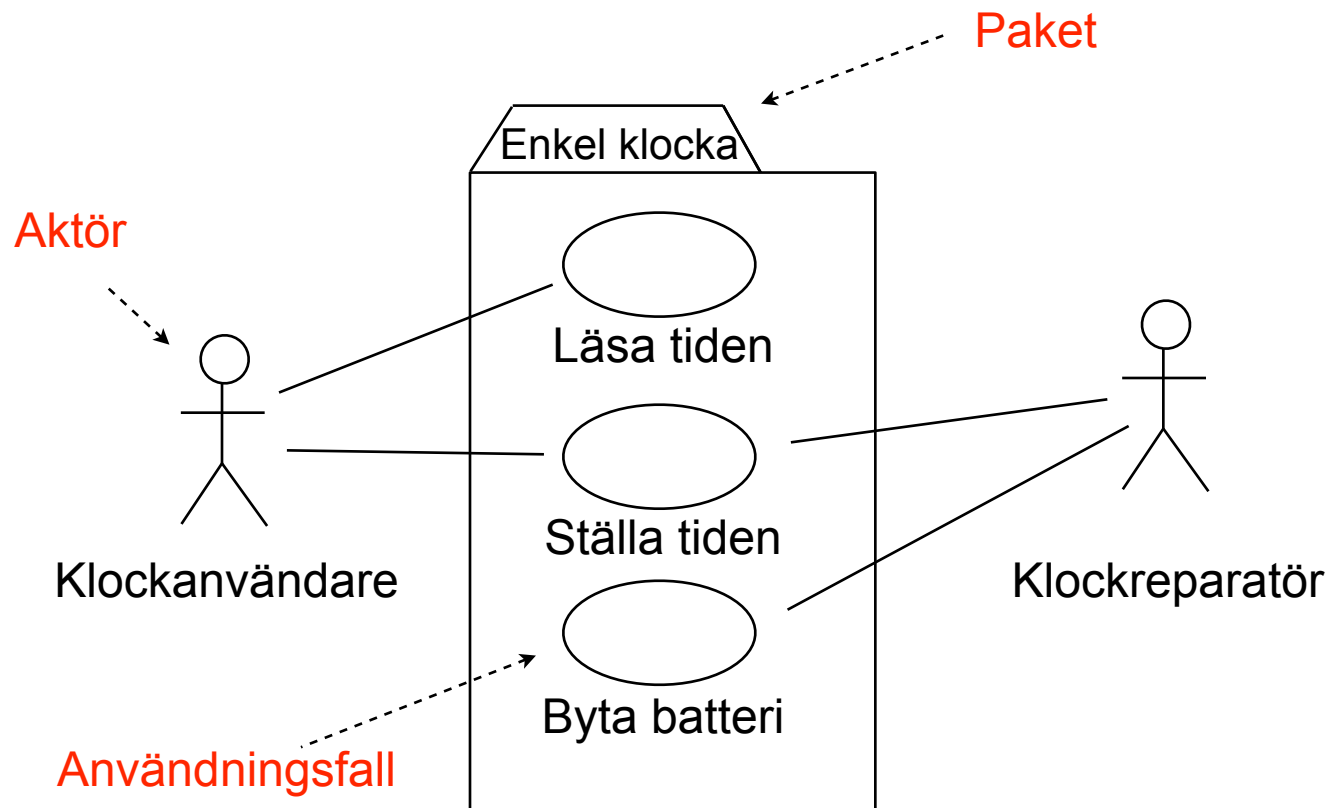 Paket
Enkel klocka
Aktör
Läsa tiden
Ställa tiden
Klockanvändare
Klockreparatör
Byta batteri
Användningsfall